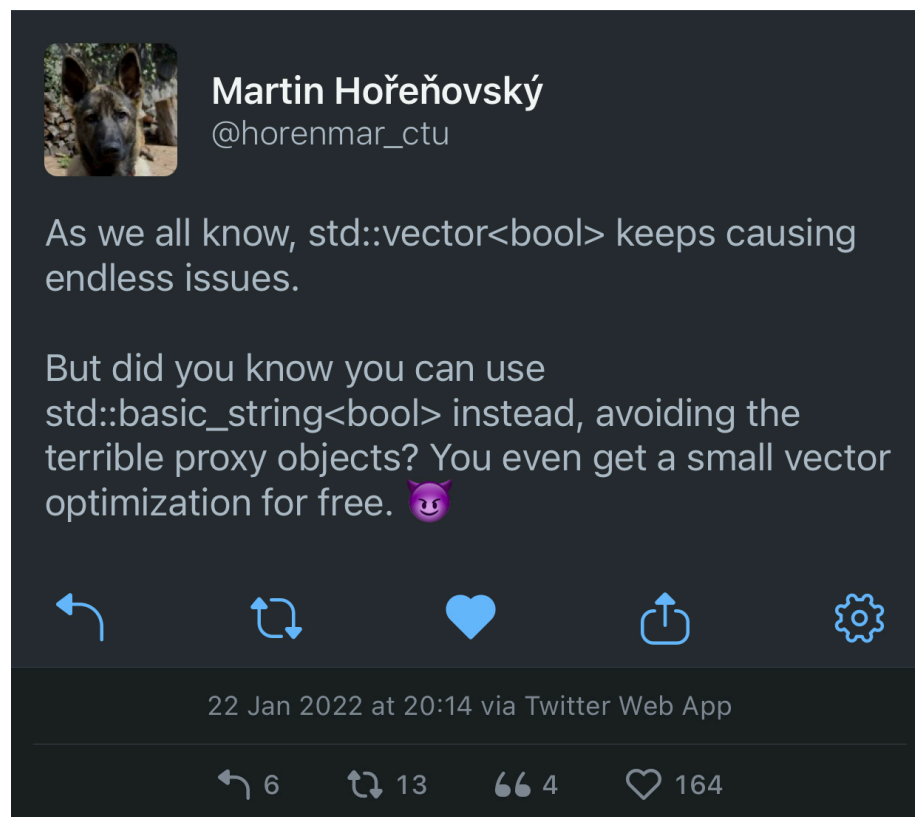 Martin Hořeňovský
@horenmar_ctu
As we all know, std::vector<bool> keeps causing
endless issues.
But did you know you can use
std::basic_string<bool> instead, avoiding the
terrible proxy objects? You even get a small vector
optimization for free. 😈
22 Jan 2022 at 20:14 via Twitter Web App
6 13 4 164